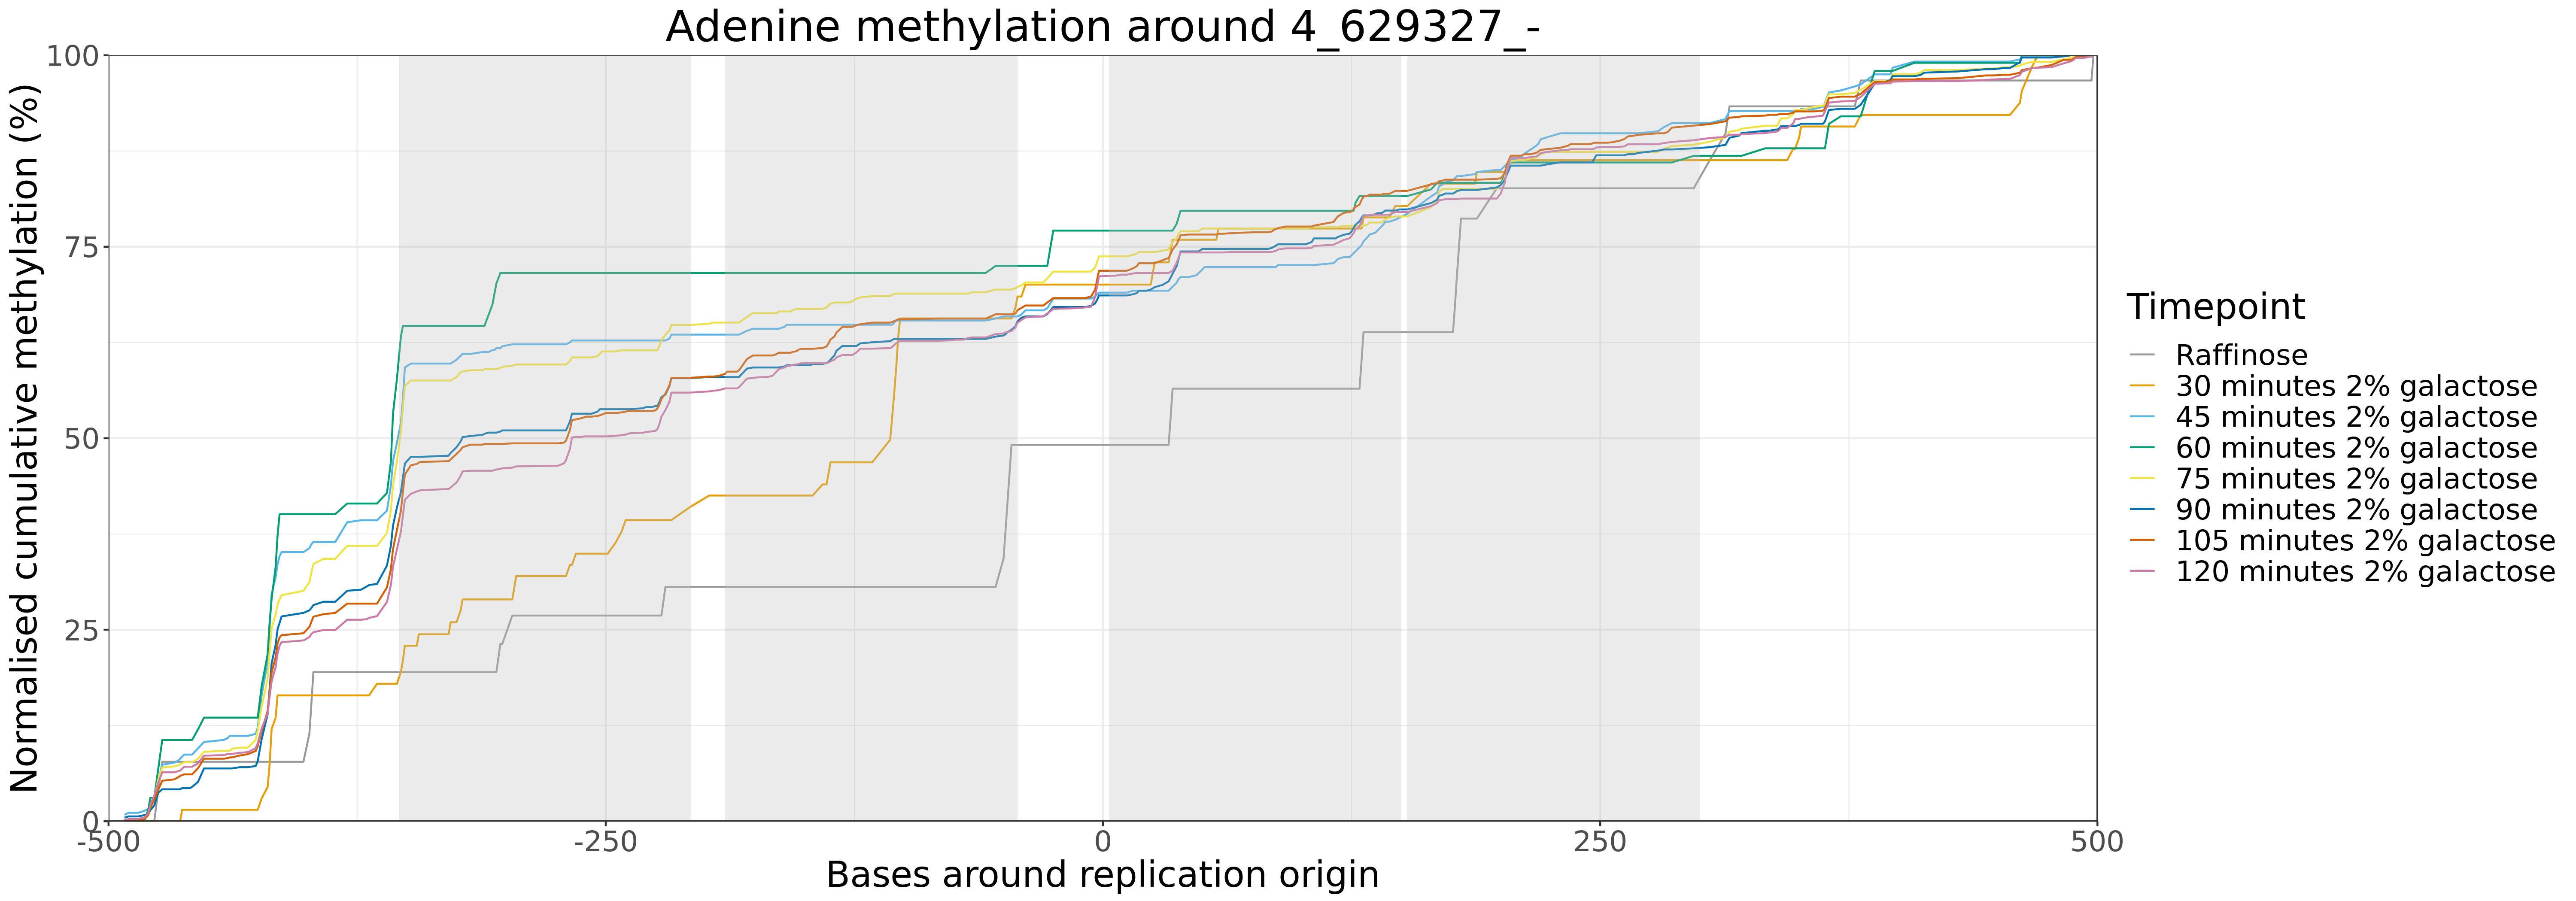 Adenine methylation around 4_629327_-
Normalised cumulative methylation (%)
100
75
50
25
0
-500
-250
0
250
500
Bases around replication origin
Timepoint
Raffinose
30 minutes 2% galactose
45 minutes 2% galactose
60 minutes 2% galactose
75 minutes 2% galactose
90 minutes 2% galactose
105 minutes 2% galactose
120 minutes 2% galactose